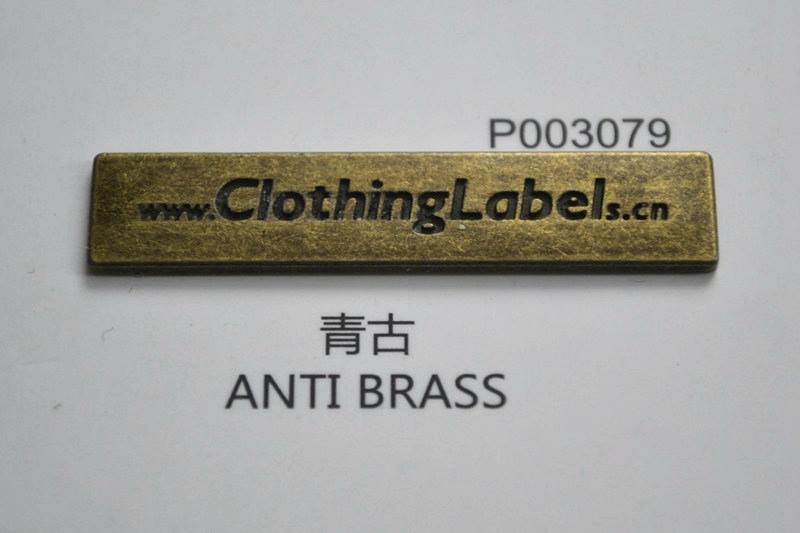 P003079
www.ClothingLabels.cn
青古
ANTI BRASS